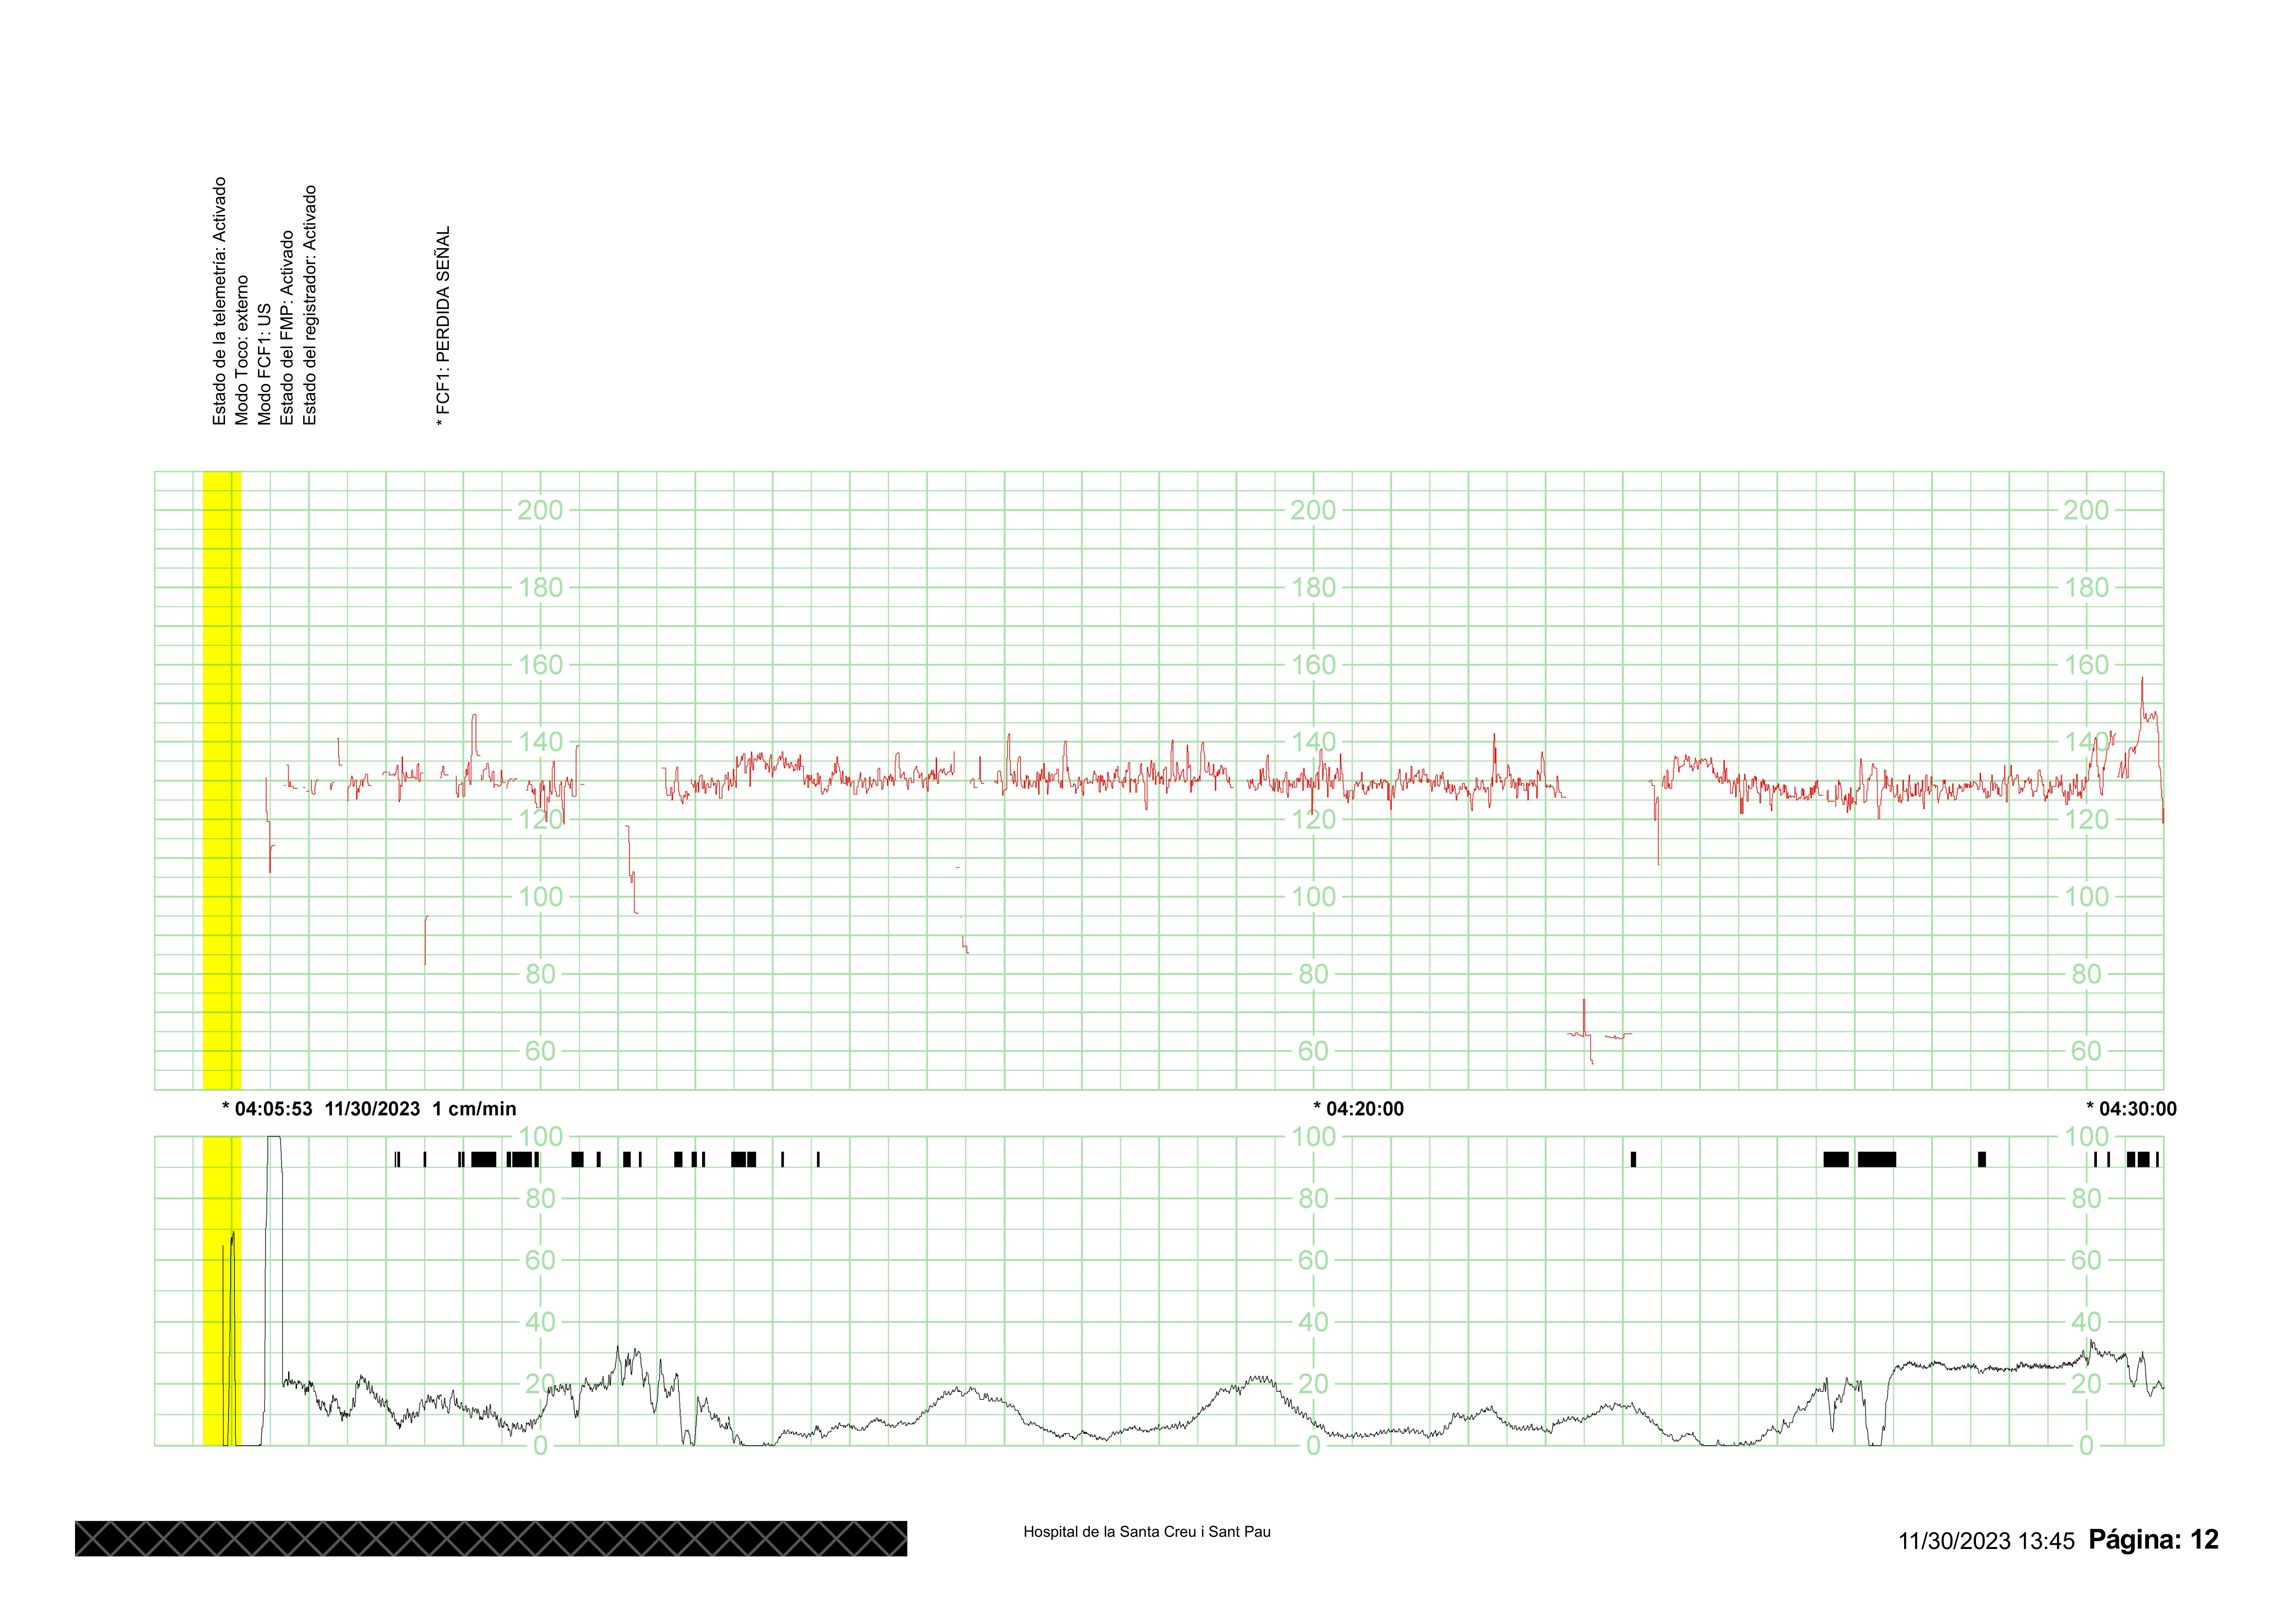 Estado de la telemetría: Activado
Modo Toco: externo
Modo FCF1: US
Estado del FMP: Activado
Estado del registrador: Activado
* FCF1: PERDIDA SEÑAL
200 200 200
180 180 180
160 160 160
140 140 140
120 120 120
100 100 100
80 80 80
60 60 60
* 04:05:53 11/30/2023 1 cm/min
* 04:20:00
* 04:30:00
100 100 100
80 80 80
60 60 60
40 40 40
20 20 20
0 0 0
Hospital de la Santa Creu i Sant Pau
11/30/2023 13:45 Página: 12